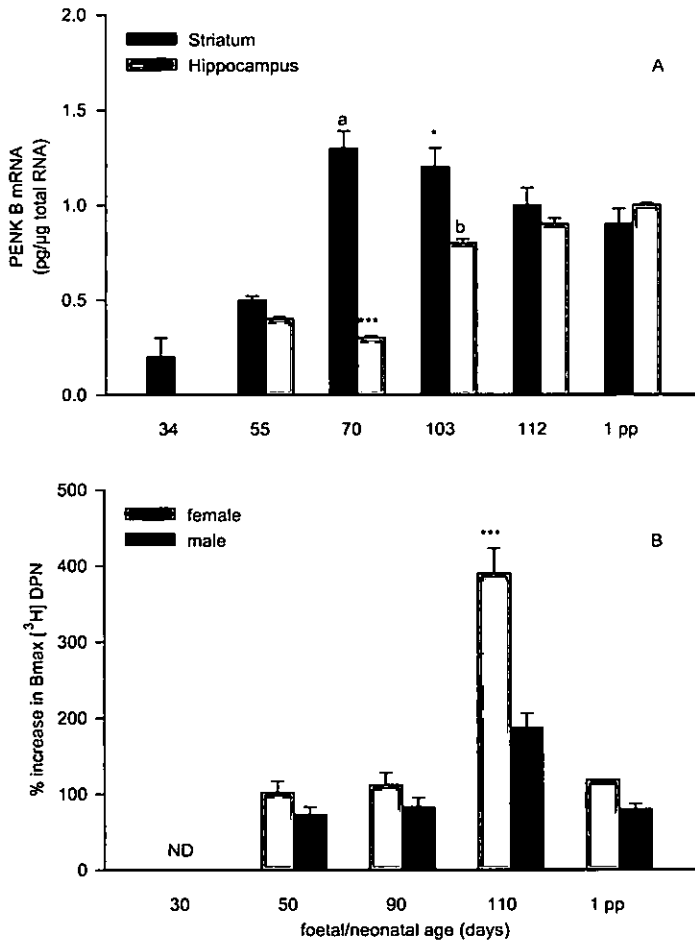 Striatum
Hippocampus
A
2.0
1.5
1.0
0.5
0.0
PENK B mRNA
(pg/µg total RNA)
a
*
b
***
34 55 70 103 112 1 pp
500
400
300
200
100
0
% increase in Bmax [³H] DPN
female
male
B
***
ND
30 50 90 110 1 pp
foetal/neonatal age (days)